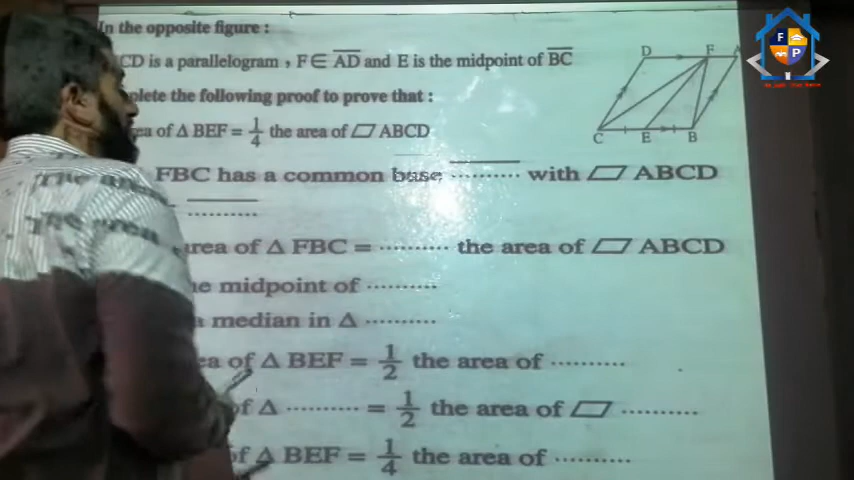 In the opposite figure :
CD is a parallelogram , F ∈ AD and E is the midpoint of BC
the following proof to prove that :
of Δ BEF = 1/4 the area of ▱ ABCD
D F
C E B
FBC has a common base ......... with ▱ ABCD
.........
area of Δ FBC = ......... the area of ▱ ABCD
midpoint of .........
median in Δ .........
of Δ BEF = 1/2 the area of .........
of Δ ......... = 1/2 the area of ▱ .........
of Δ BEF = 1/4 the area of .........
F
P